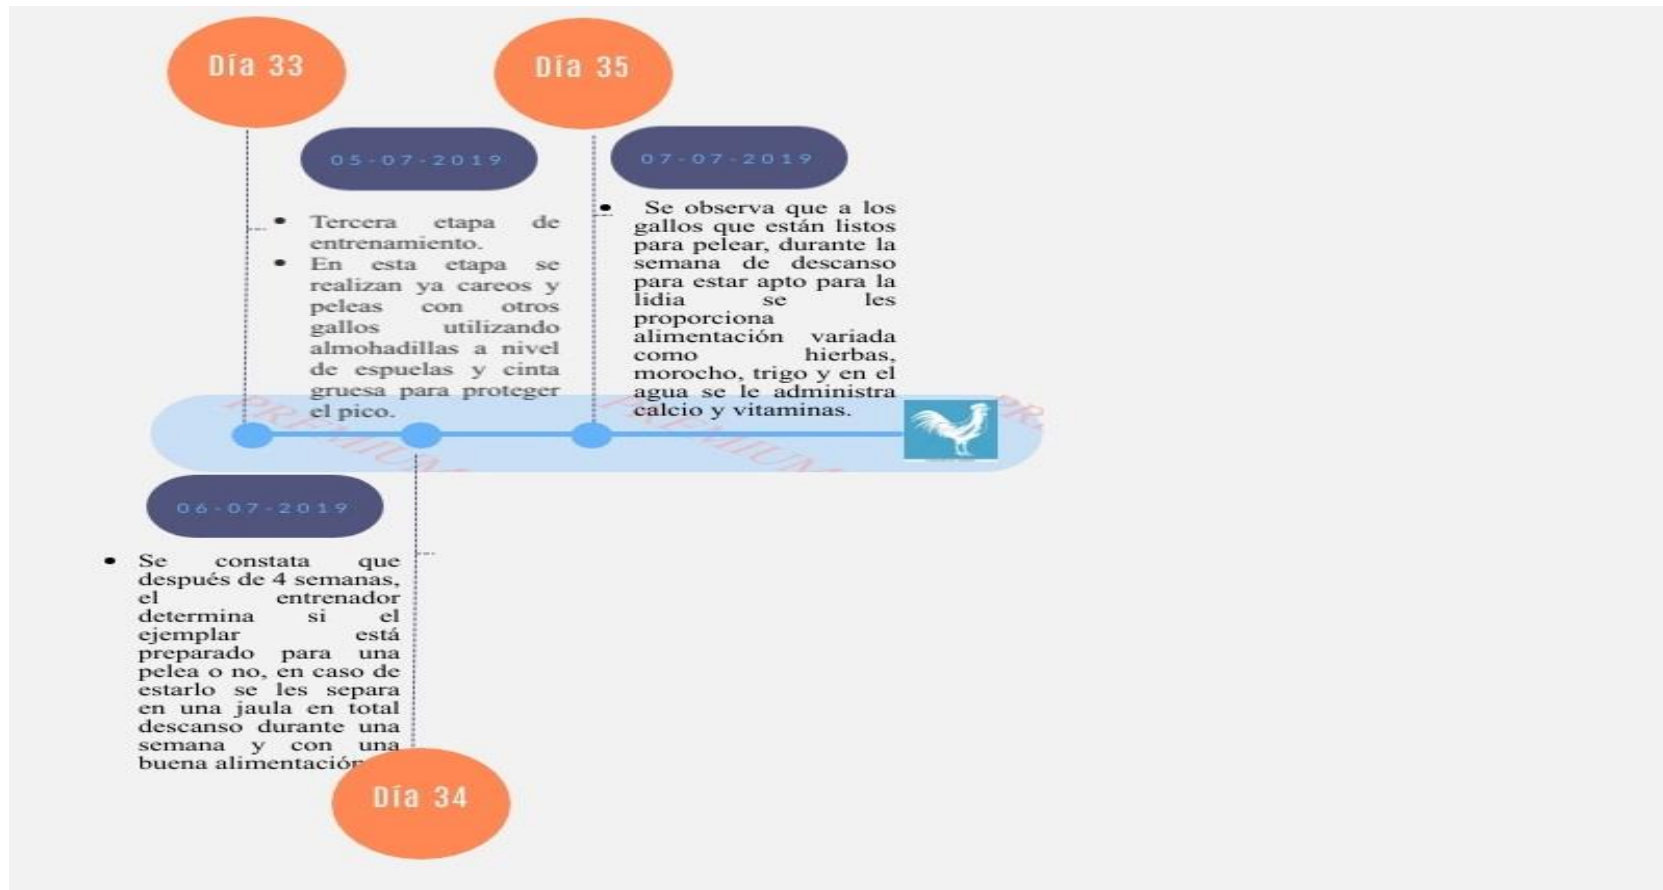 Día 33
05-07-2019
• Tercera etapa de
entrenamiento.
• En esta etapa se
realizan ya careos y
peleas con otros
gallos utilizando
almohadillas a nivel
de espuelas y cinta
gruesa para proteger
el pico.
Día 35
07-07-2019
• Se observa que a los
gallos que están listos
para pelear, durante la
semana de descanso
para estar apto para la
lidia se les
proporciona
alimentación variada
como hierbas,
morocho, trigo y en el
agua se le administra
calcio y vitaminas.
PREMIUM
PREMIUM
PR
06-07-2019
• Se constata que
después de 4 semanas,
el entrenador
determina si el
ejemplar está
preparado para una
pelea o no, en caso de
estarlo se les separa
en una jaula en total
descanso durante una
semana y con una
buena alimentación
Día 34